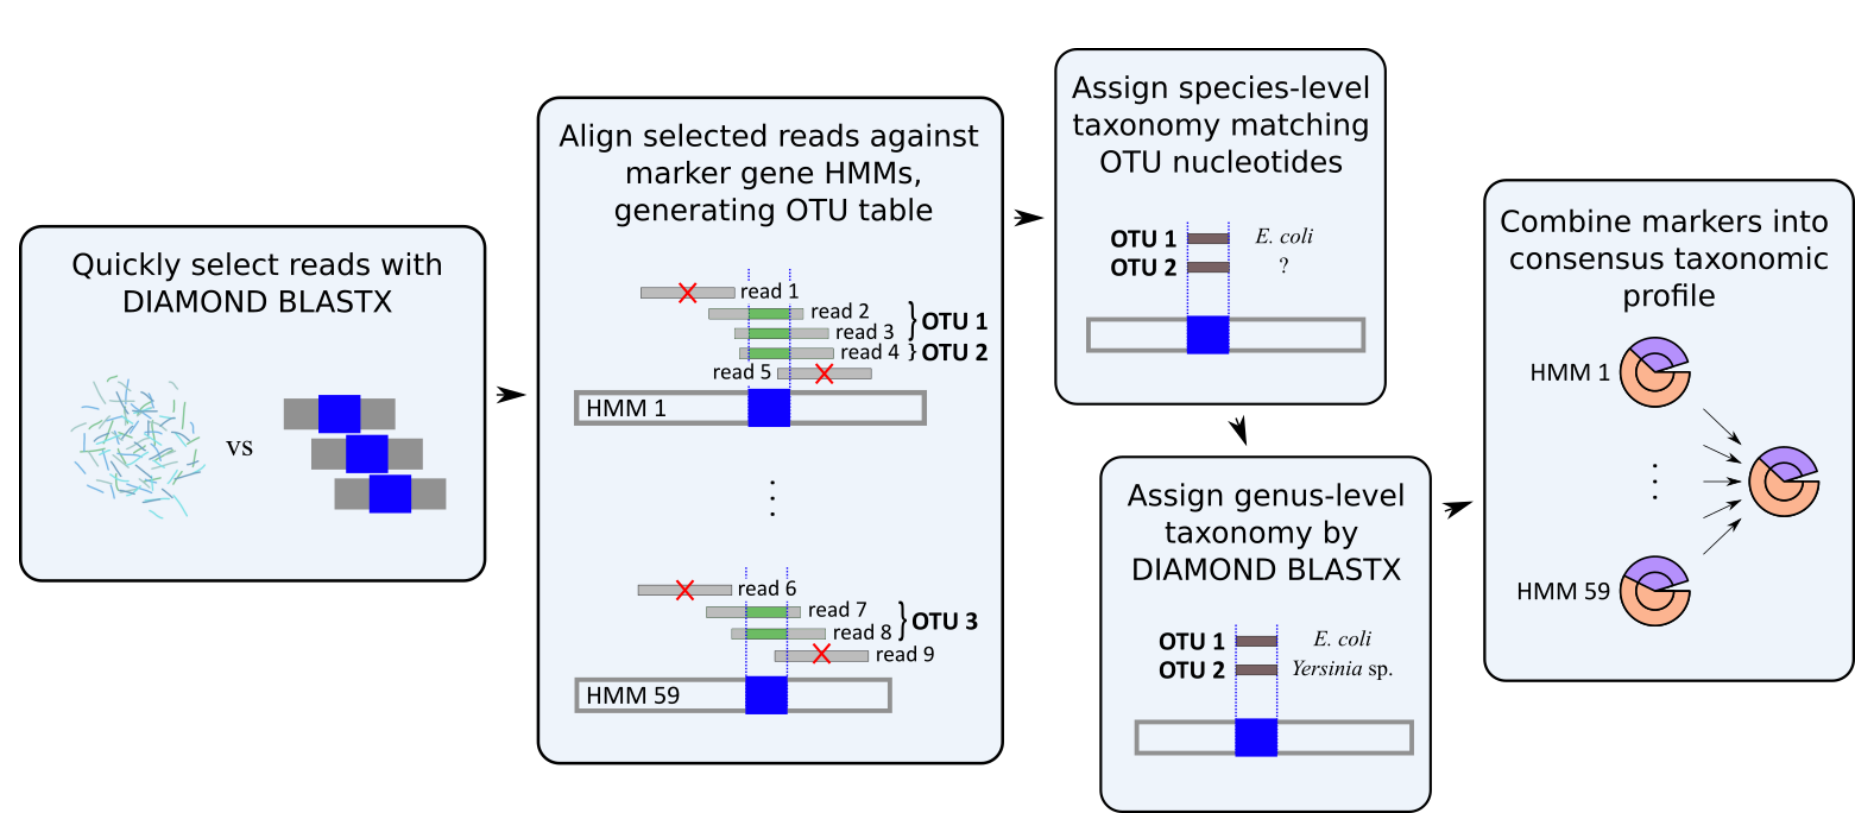 Quickly select reads with
DIAMOND BLASTX
vs
Align selected reads against
marker gene HMMs,
generating OTU table
read 1
read 2
read 3
OTU 1
read 4
OTU 2
read 5
HMM 1
read 6
read 7
read 8
OTU 3
read 9
HMM 59
Assign species-level
taxonomy matching
OTU nucleotides
OTU 1 E. coli
OTU 2 ?
Assign genus-level
taxonomy by
DIAMOND BLASTX
OTU 1 E. coli
OTU 2 Yersinia sp.
Combine markers into
consensus taxonomic
profile
HMM 1
HMM 59